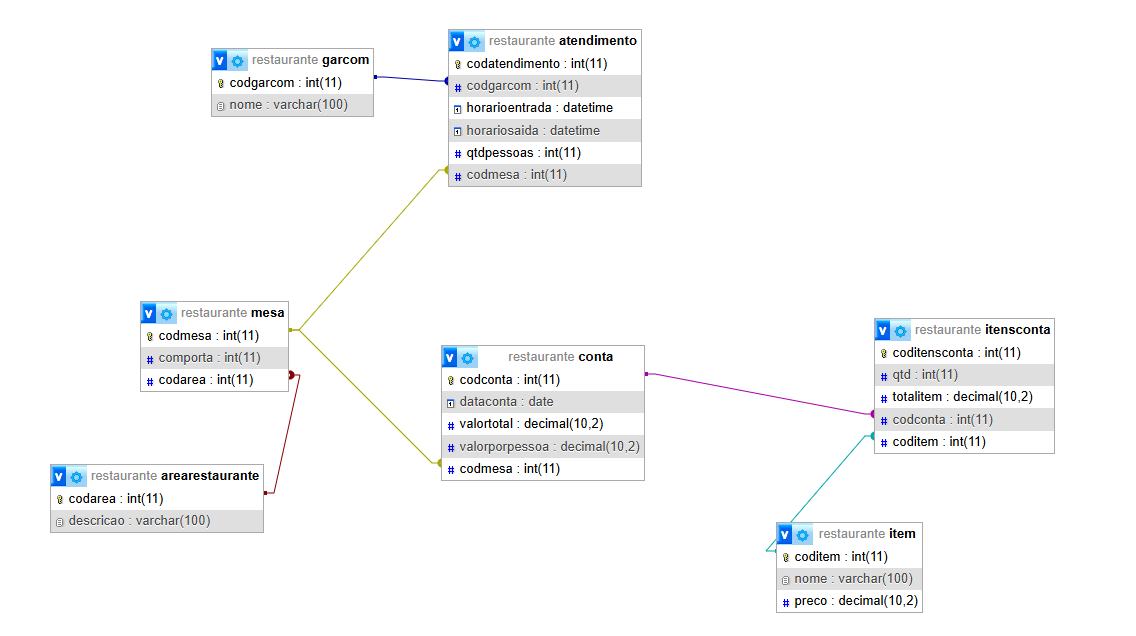 restaurante garcom
codgarcom : int(11)
nome : varchar(100)
restaurante atendimento
codatendimento : int(11)
codgarcom : int(11)
horarioentrada : datetime
horariosaida : datetime
qtdpessoas : int(11)
codmesa : int(11)
restaurante mesa
codmesa : int(11)
comporta : int(11)
codarea : int(11)
restaurante conta
codconta : int(11)
dataconta : date
valortotal : decimal(10,2)
valorporpessoa : decimal(10,2)
codmesa : int(11)
restaurante itensconta
coditensconta : int(11)
qtd : int(11)
totalitem : decimal(10,2)
codconta : int(11)
coditem : int(11)
restaurante arearestaurante
codarea : int(11)
descricao : varchar(100)
restaurante item
coditem : int(11)
nome : varchar(100)
preco : decimal(10,2)